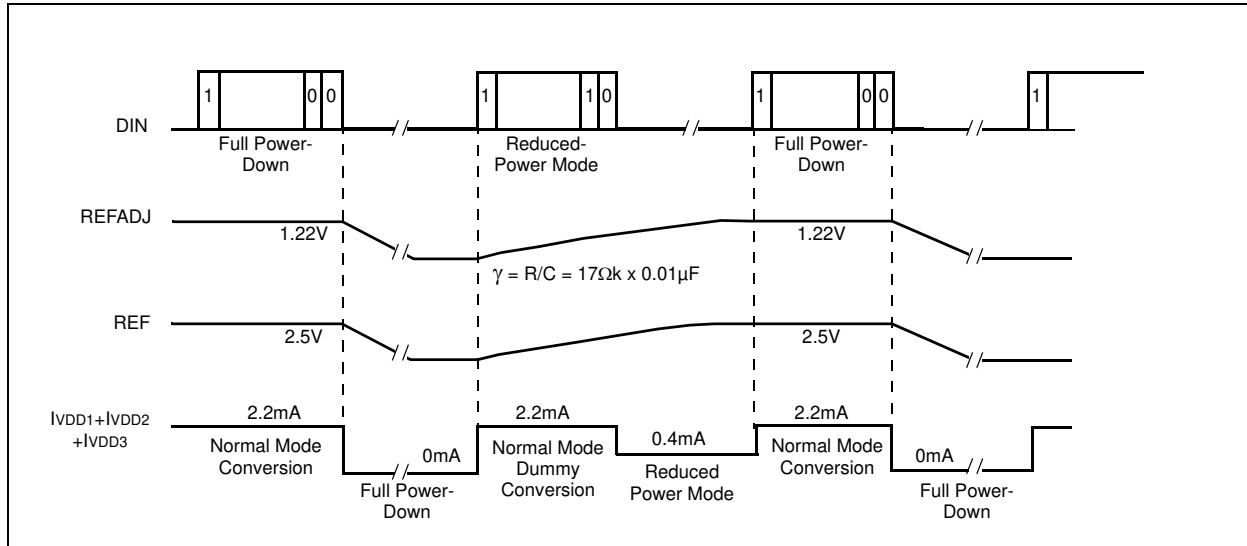 1 0 0 1 1 0 1 0 0 1
DIN
Full Power-
Down
Reduced-
Power Mode
Full Power-
Down
REFADJ
1.22V
1.22V
γ = R/C = 17Ωk x 0.01µF
REF
2.5V
2.5V
IVDD1+IVDD2
+IVDD3
2.2mA
Normal Mode
Conversion
0mA
Full Power-
Down
2.2mA
Normal Mode
Dummy
Conversion
0.4mA
Reduced
Power Mode
2.2mA
Normal Mode
Conversion
0mA
Full Power-
Down